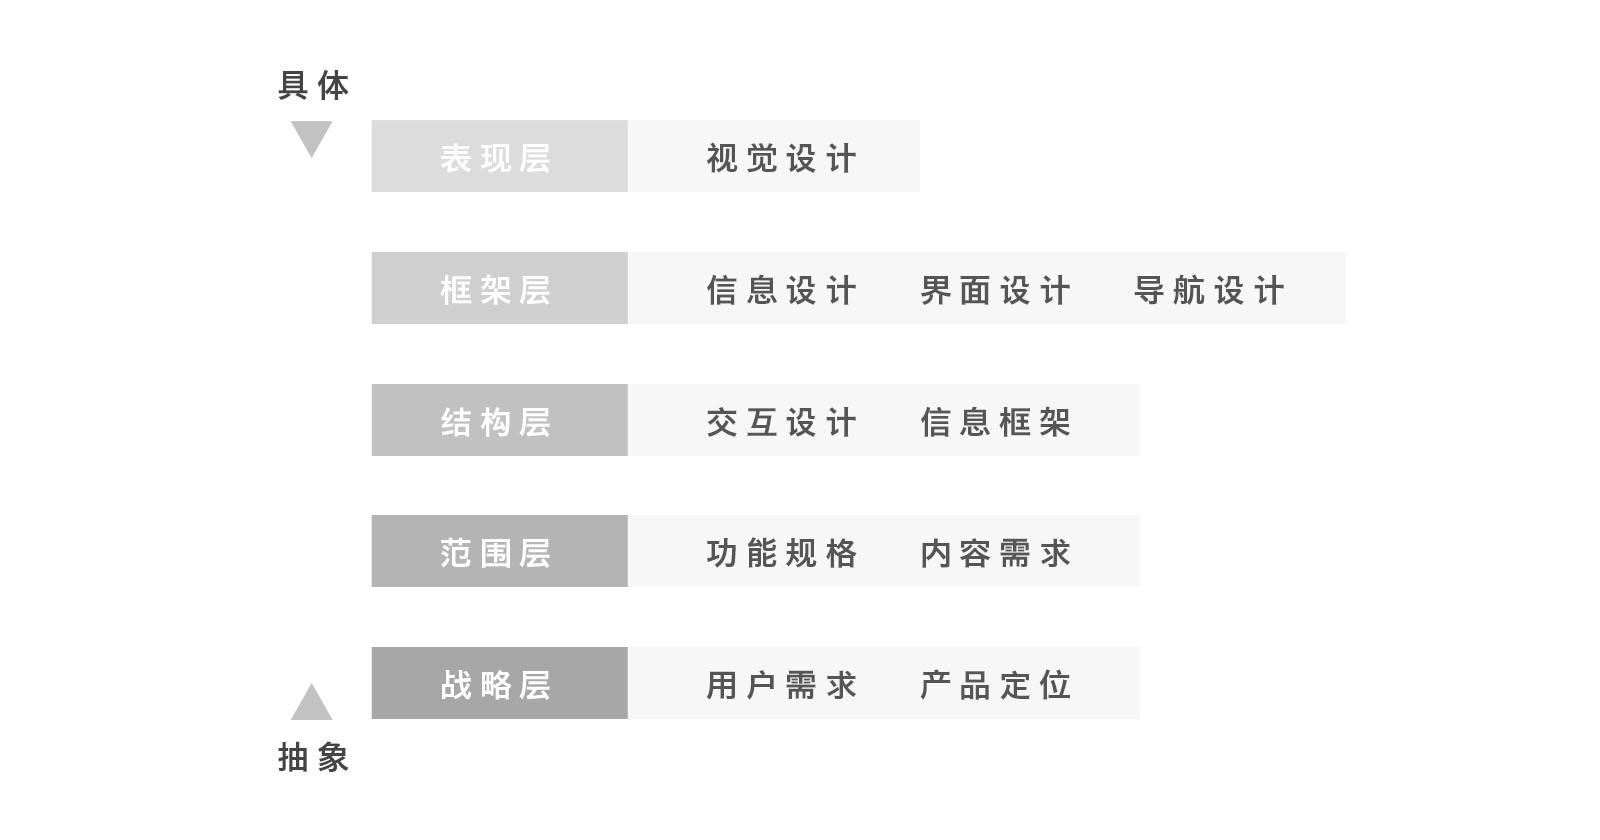 具体
表现层 视觉设计
框架层 信息设计 界面设计 导航设计
结构层 交互设计 信息框架
范围层 功能规格 内容需求
战略层 用户需求 产品定位
抽象